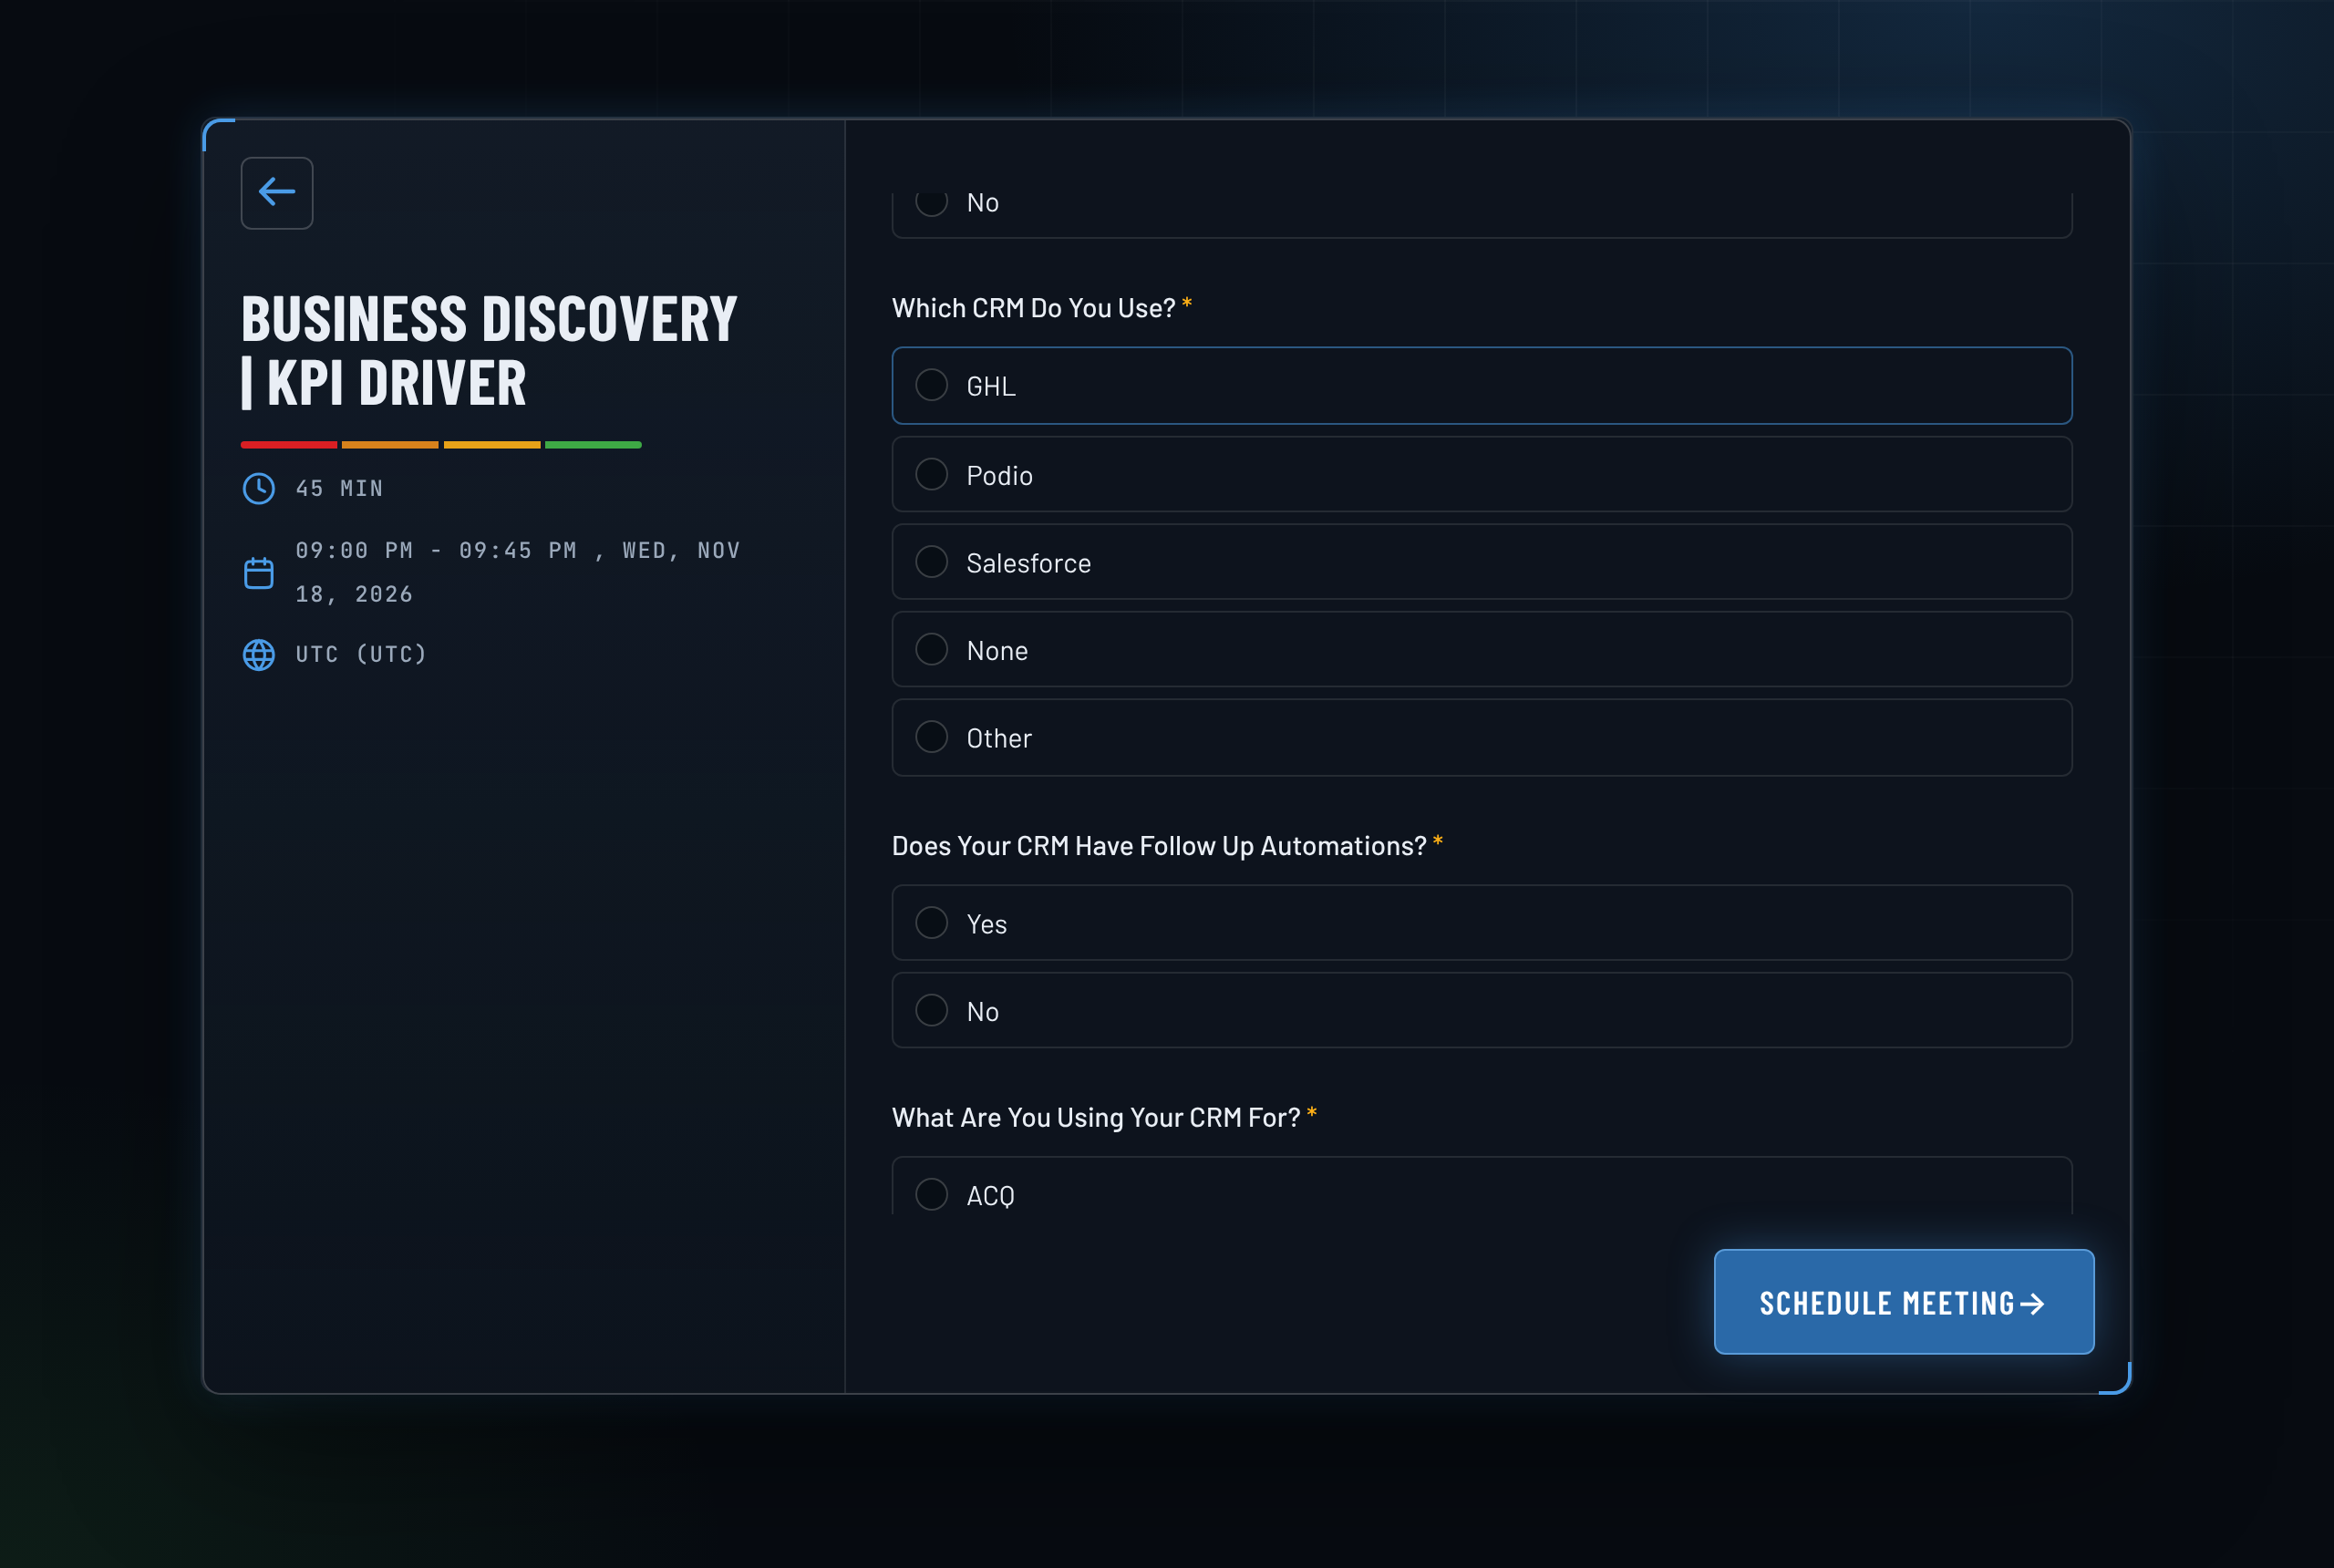 BUSINESS DISCOVERY
| KPI DRIVER
45 MIN
09:00 PM - 09:45 PM , WED, NOV
18, 2026
UTC (UTC)
No
Which CRM Do You Use? *
GHL
Podio
Salesforce
None
Other
Does Your CRM Have Follow Up Automations? *
Yes
No
What Are You Using Your CRM For? *
ACQ
SCHEDULE MEETING→